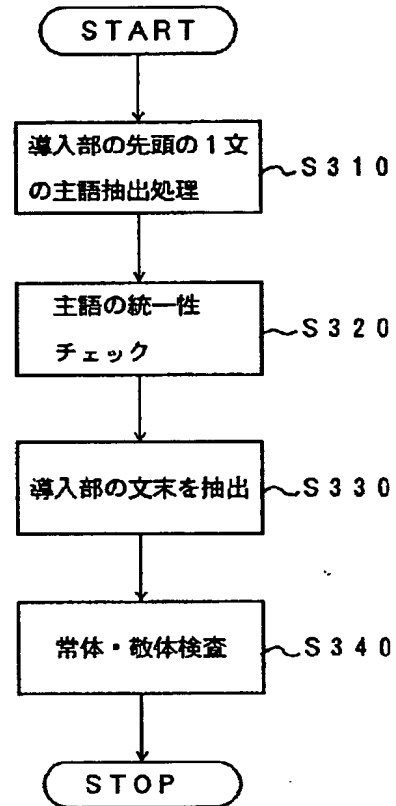 START
導入部の先頭の1文
の主語抽出処理
S310
主語の統一性
チェック
S320
導入部の文末を抽出
S330
常体・敬体検査
S340
STOP